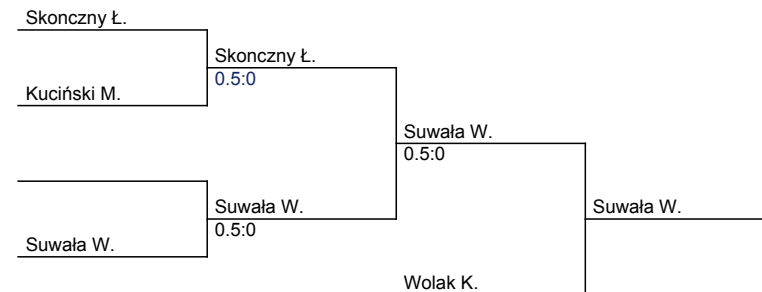 Skonczny Ł.
Skonczny Ł.
0.5:0
Kuciński M.
Suwała W.
0.5:0
Suwała W.
Suwała W.
0.5:0
Suwała W.
Wolak K.